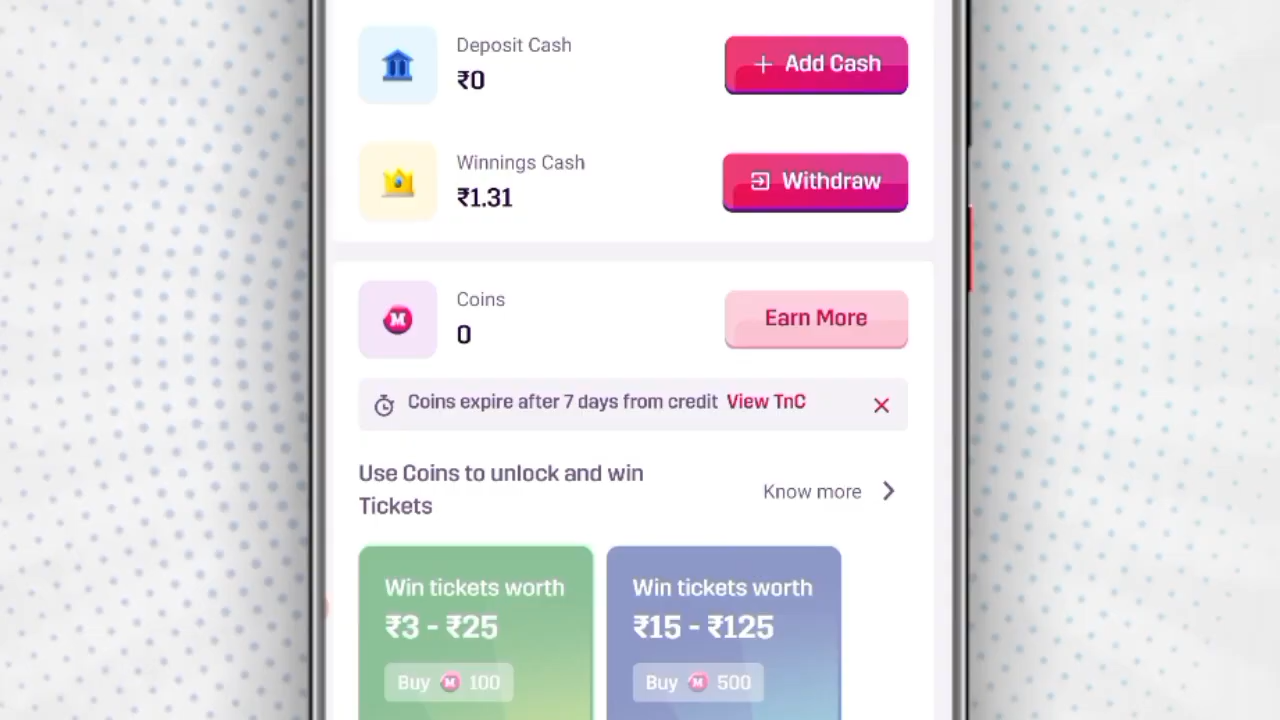 Deposit Cash
₹0
+ Add Cash
Winnings Cash
₹1.31
Withdraw
Coins
0
Earn More
Coins expire after 7 days from credit View TnC
Use Coins to unlock and win
Tickets
Know more
Win tickets worth
₹3 - ₹25
Buy M 100
Win tickets worth
₹15 - ₹125
Buy M 500